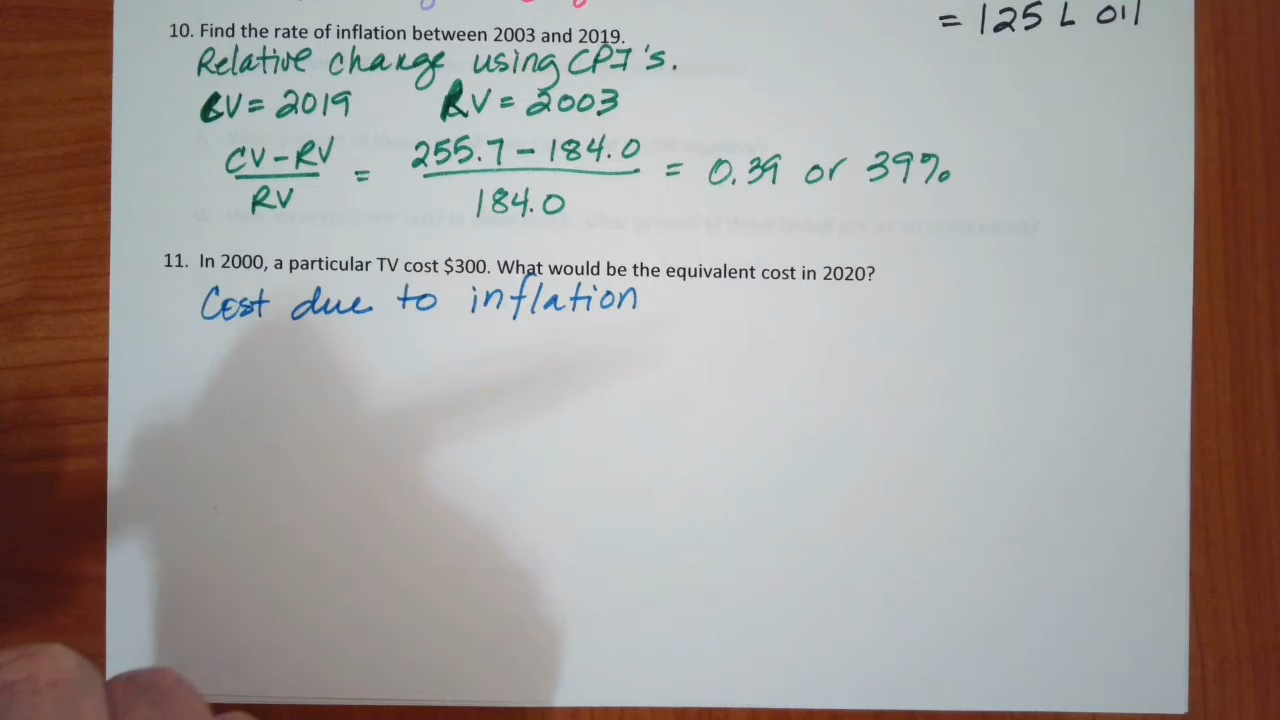 = 125 L oil
10. Find the rate of inflation between 2003 and 2019.
Relative change using CPI's.
CV = 2019 RV = 2003
CV - RV / RV = 255.7 - 184.0 / 184.0 = 0.39 or 39%
11. In 2000, a particular TV cost $300. What would be the equivalent cost in 2020?
Cost due to inflation